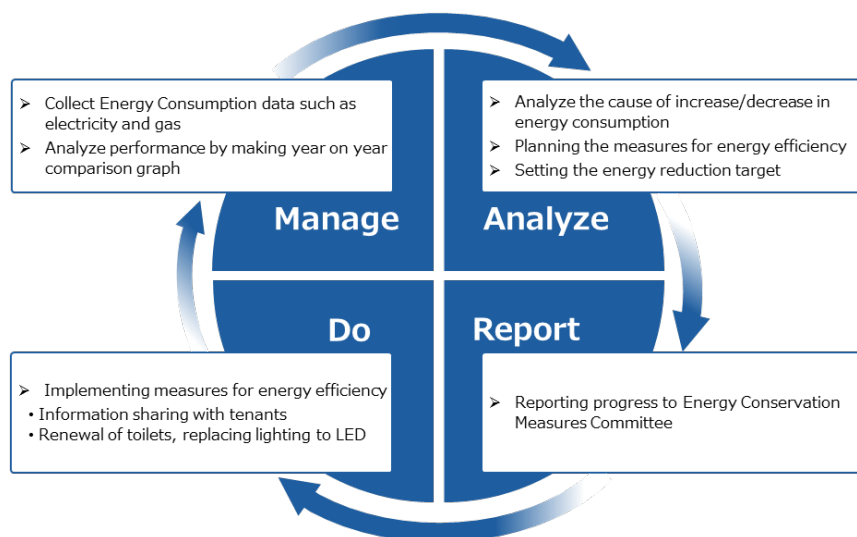 ➢ Collect Energy Consumption data such as
electricity and gas
➢ Analyze performance by making year on year
comparison graph
➢ Analyze the cause of increase/decrease in
energy consumption
➢ Planning the measures for energy efficiency
➢ Setting the energy reduction target
Manage
Analyze
Do
Report
➢ Implementing measures for energy efficiency
• Information sharing with tenants
• Renewal of toilets, replacing lighting to LED
➢ Reporting progress to Energy Conservation
Measures Committee